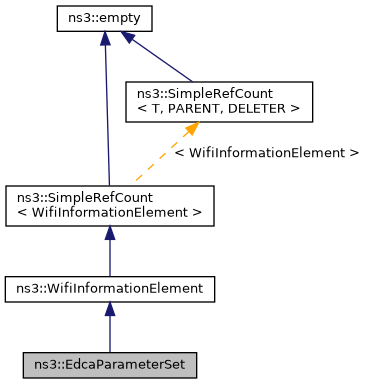 ns3::empty
ns3::SimpleRefCount
< T, PARENT, DELETER >
< WifiInformationElement >
ns3::SimpleRefCount
< WifiInformationElement >
ns3::WifiInformationElement
ns3::EdcaParameterSet